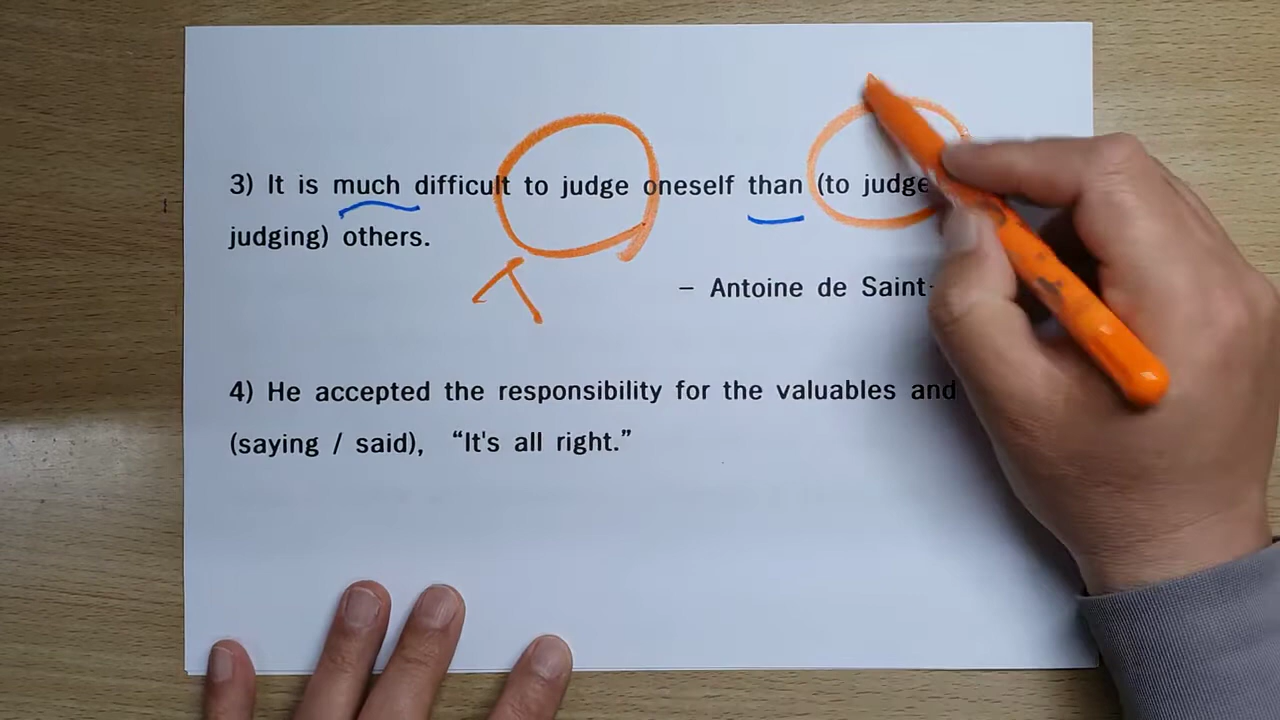 3) It is much difficult to judge oneself than (to judge
judging) others.
– Antoine de Saint-
4) He accepted the responsibility for the valuables and
(saying / said), “It's all right.”